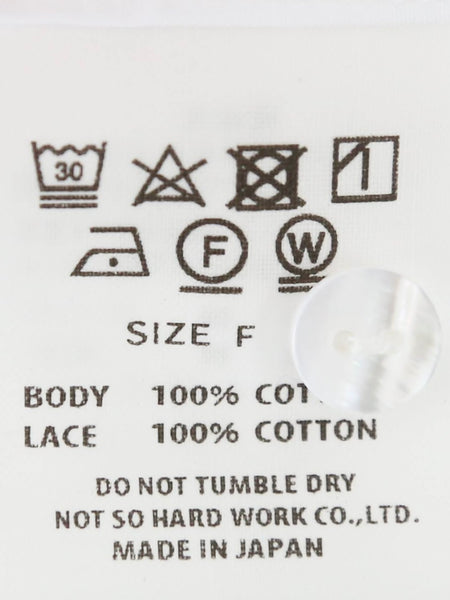 30
F W
SIZE F
BODY 100% COT
LACE 100% COTTON
DO NOT TUMBLE DRY
NOT SO HARD WORK CO.,LTD.
MADE IN JAPAN